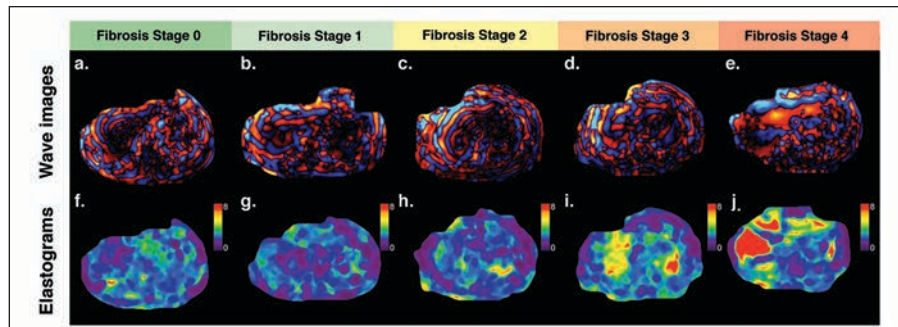 Fibrosis Stage 0 Fibrosis Stage 1 Fibrosis Stage 2 Fibrosis Stage 3 Fibrosis Stage 4
Wave images
a. b. c. d. e.
Elastograms
f. g. h. i. j.
8 8 8 8 8
0 0 0 0 0